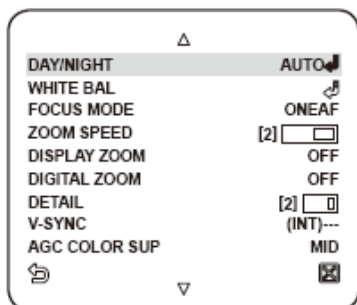 DAY/NIGHT AUTO
WHITE BAL
FOCUS MODE ONEAF
ZOOM SPEED [2]
DISPLAY ZOOM OFF
DIGITAL ZOOM OFF
DETAIL [2]
V-SYNC (INT)---
AGC COLOR SUP MID